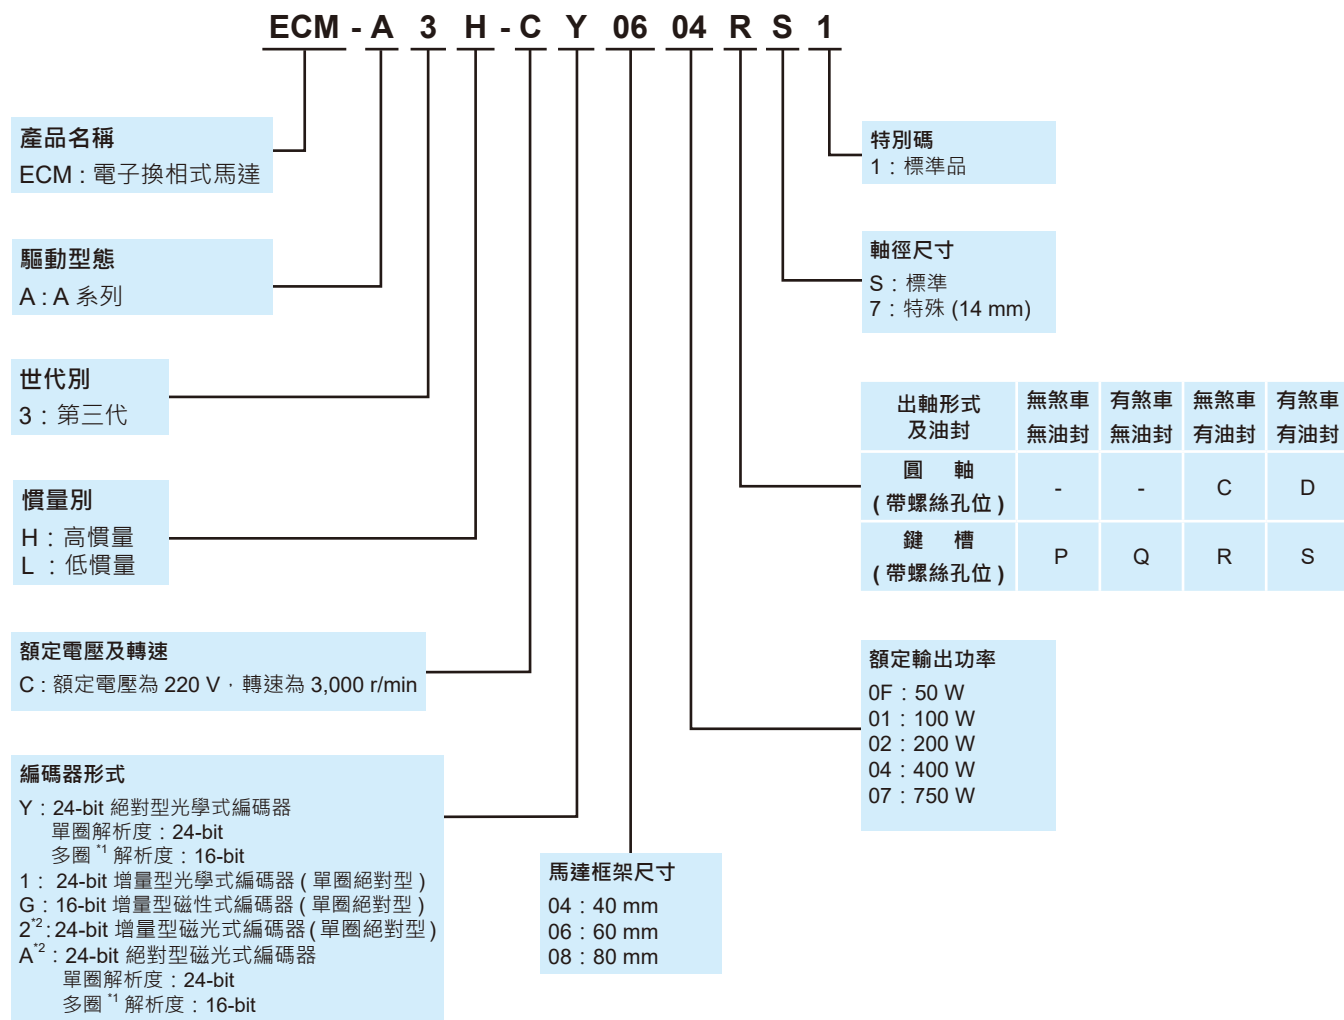 ECM - A 3 H - C Y 06 04 R S 1
產品名稱
ECM : 電子換相式馬達
驅動型態
A : A 系列
世代別
3 : 第三代
慣量別
H : 高慣量
L : 低慣量
額定電壓及轉速
C : 額定電壓為 220 V · 轉速為 3,000 r/min
編碼器形式
Y : 24-bit 絕對型光學式編碼器
單圈解析度 : 24-bit
多圈 *1 解析度 : 16-bit
1 : 24-bit 增量型光學式編碼器 ( 單圈絕對型 )
G : 16-bit 增量型磁性式編碼器 ( 單圈絕對型 )
2*2 : 24-bit 增量型磁光式編碼器 ( 單圈絕對型 )
A*2 : 24-bit 絕對型磁光式編碼器
單圈解析度 : 24-bit
多圈 *1 解析度 : 16-bit
馬達框架尺寸
04 : 40 mm
06 : 60 mm
08 : 80 mm
特別碼
1 : 標準品
軸徑尺寸
S : 標準
7 : 特殊 (14 mm)
出軸形式 無煞車 有煞車 無煞車 有煞車
及油封 無油封 無油封 有油封 有油封
圓 軸
( 帶螺絲孔位 ) - - C D
鍵 槽
( 帶螺絲孔位 ) P Q R S
額定輸出功率
0F : 50 W
01 : 100 W
02 : 200 W
04 : 400 W
07 : 750 W